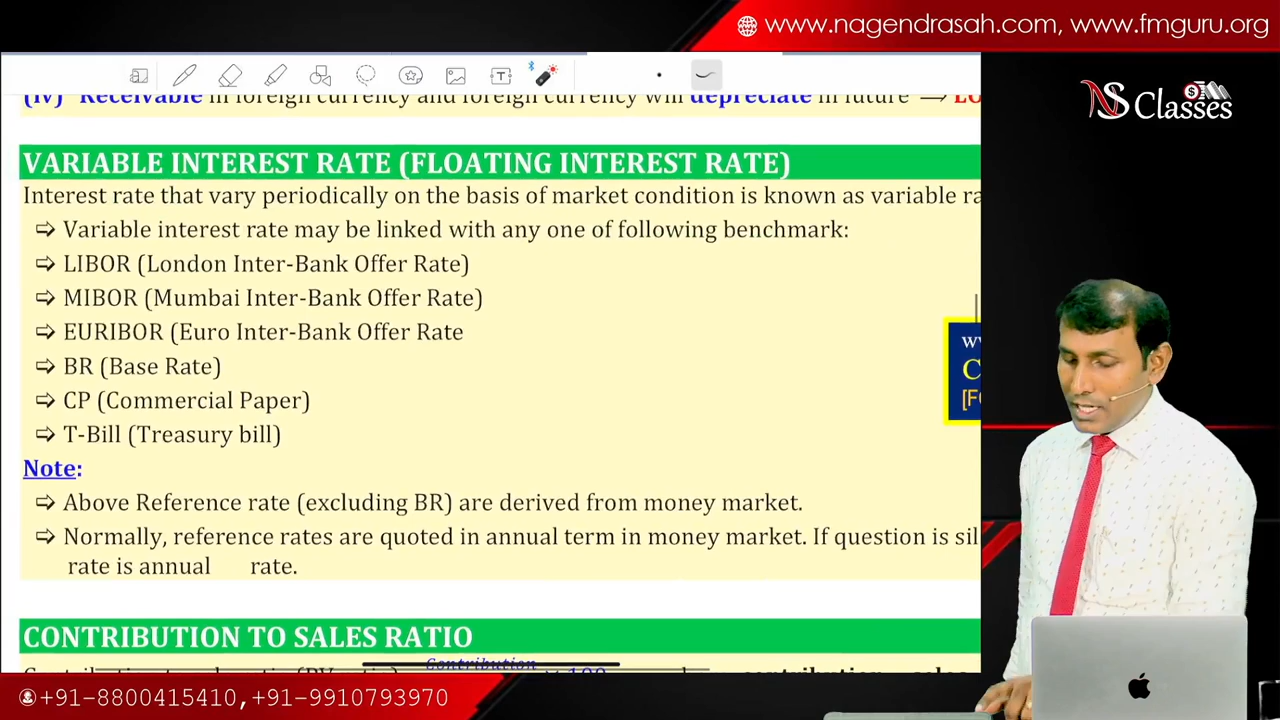 www.nagendrasah.com, www.fmguru.org
NS Classes
(iv) Receivable in foreign currency and foreign currency will depreciate in future → LO
VARIABLE INTEREST RATE (FLOATING INTEREST RATE)
Interest rate that vary periodically on the basis of market condition is known as variable ra
⇨ Variable interest rate may be linked with any one of following benchmark:
⇨ LIBOR (London Inter-Bank Offer Rate)
⇨ MIBOR (Mumbai Inter-Bank Offer Rate)
⇨ EURIBOR (Euro Inter-Bank Offer Rate
⇨ BR (Base Rate)
⇨ CP (Commercial Paper)
⇨ T-Bill (Treasury bill)
Note:
⇨ Above Reference rate (excluding BR) are derived from money market.
⇨ Normally, reference rates are quoted in annual term in money market. If question is sil
rate is annual rate.
CONTRIBUTION TO SALES RATIO
Contribution
+91-8800415410,+91-9910793970